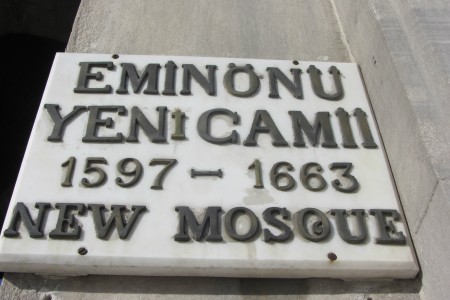 EMİNÖNÜ
YENİ CAMİİ
1597 - 1663
NEW MOSQUE